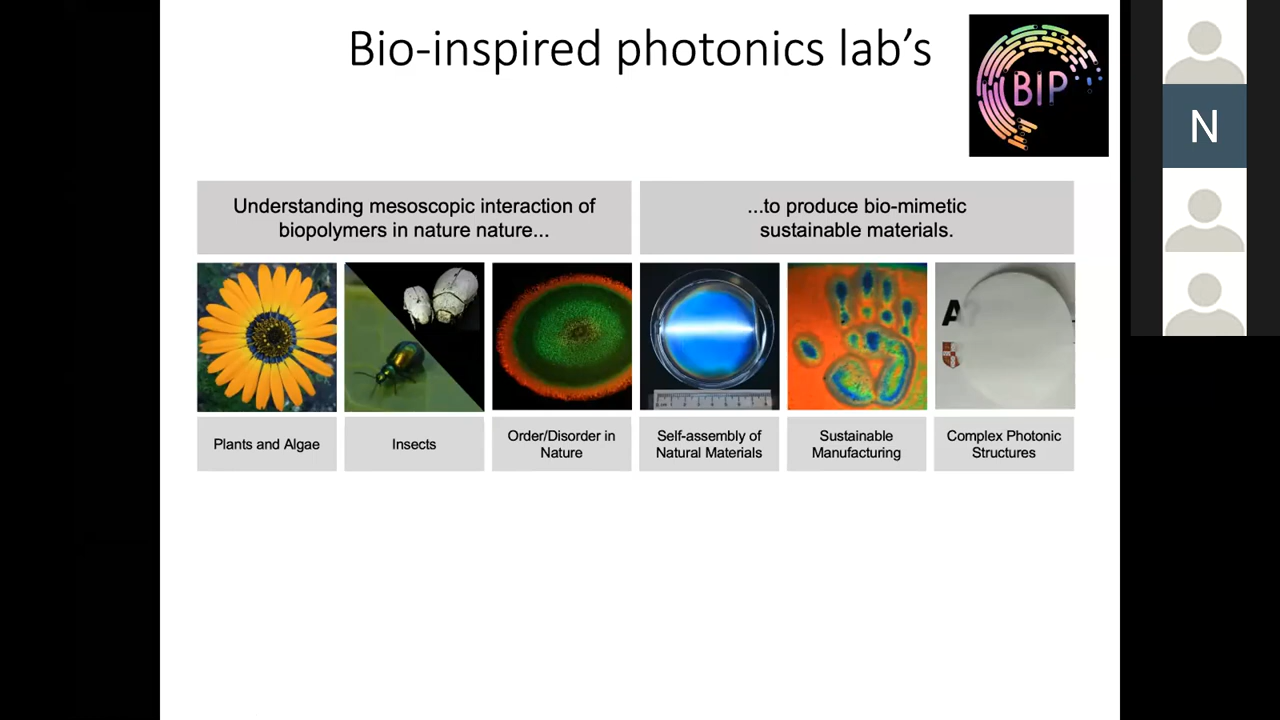 Bio-inspired photonics lab's
BIP
N
Understanding mesoscopic interaction of
biopolymers in nature nature...
...to produce bio-mimetic
sustainable materials.
A
Plants and Algae
Insects
Order/Disorder in
Nature
Self-assembly of
Natural Materials
Sustainable
Manufacturing
Complex Photonic
Structures